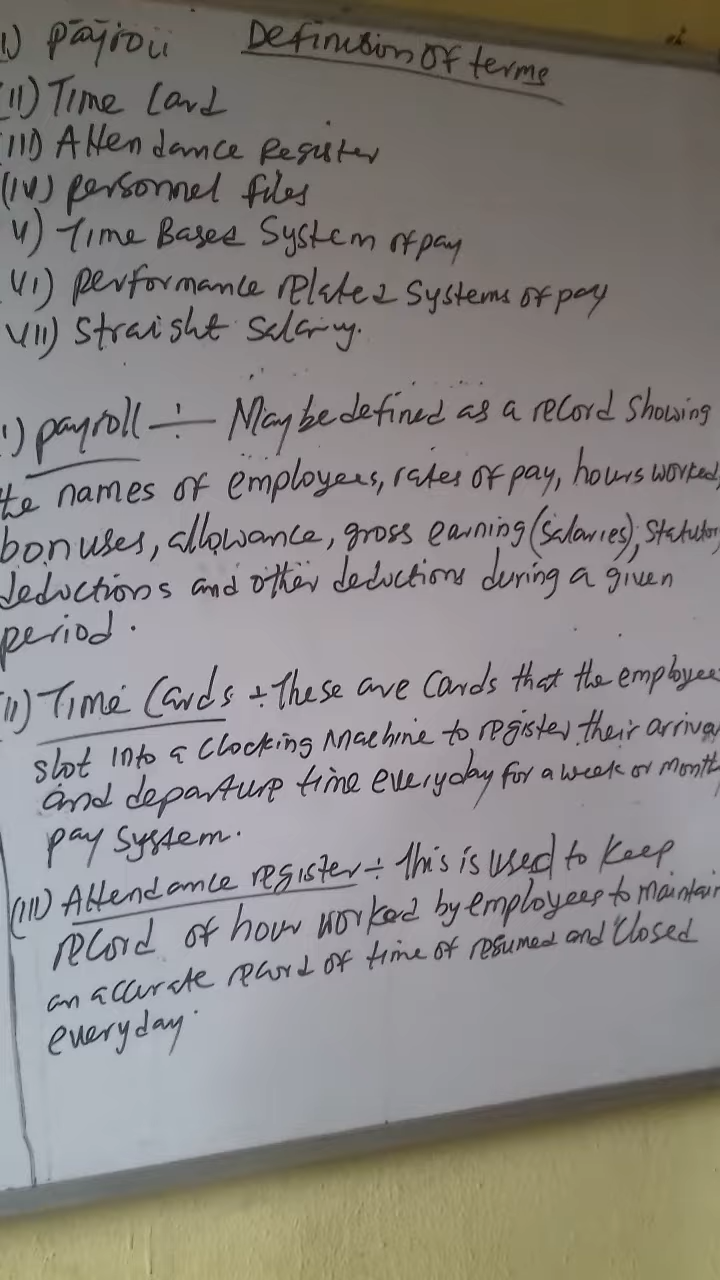 Definition of terms
i) payroll
(ii) Time Card
(iii) Attendance Register
(iv) personnel files
v) Time Based System of pay
vi) performance related Systems of pay
vii) Straight Salary.
i) payroll ÷ May be defined as a record showing
the names of employees, rates of pay, hours worked,
bonuses, allowance, gross earning (Salaries), Statutor
deductions and other deductions during a given
period.
ii) Time Cards ÷ These are Cards that the employee
slot into a Clocking Machine to register their arrival
and departure time everyday for a week or month
pay system.
(iii) Attendance register ÷ this is used to keep
record of hour worked by employees to maintain
an accurate record of time of resumed and Closed
everyday.